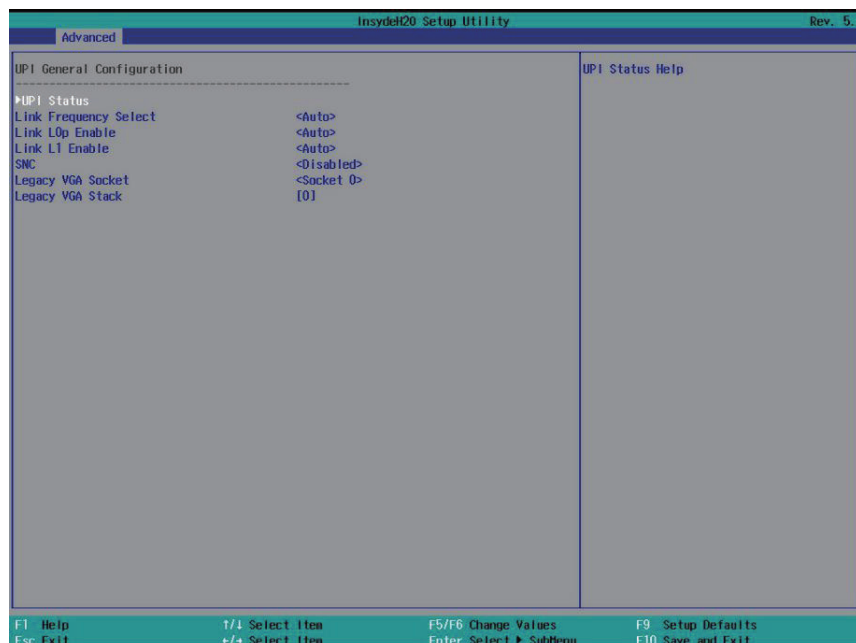 InsydeH20 Setup Utility Rev. 5.
Advanced
UPI General Configuration
UPI Status Help
--------------------------------------------------
▶UPI Status
Link Frequency Select <Auto>
Link L0p Enable <Auto>
Link L1 Enable <Auto>
SNC <Disabled>
Legacy VGA Socket <Socket 0>
Legacy VGA Stack [0]
F1 Help ↑/↓ Select Item F5/F6 Change Values F9 Setup Defaults
Esc Exit ←/→ Select Item Enter Select ▶ SubMenu F10 Save and Exit